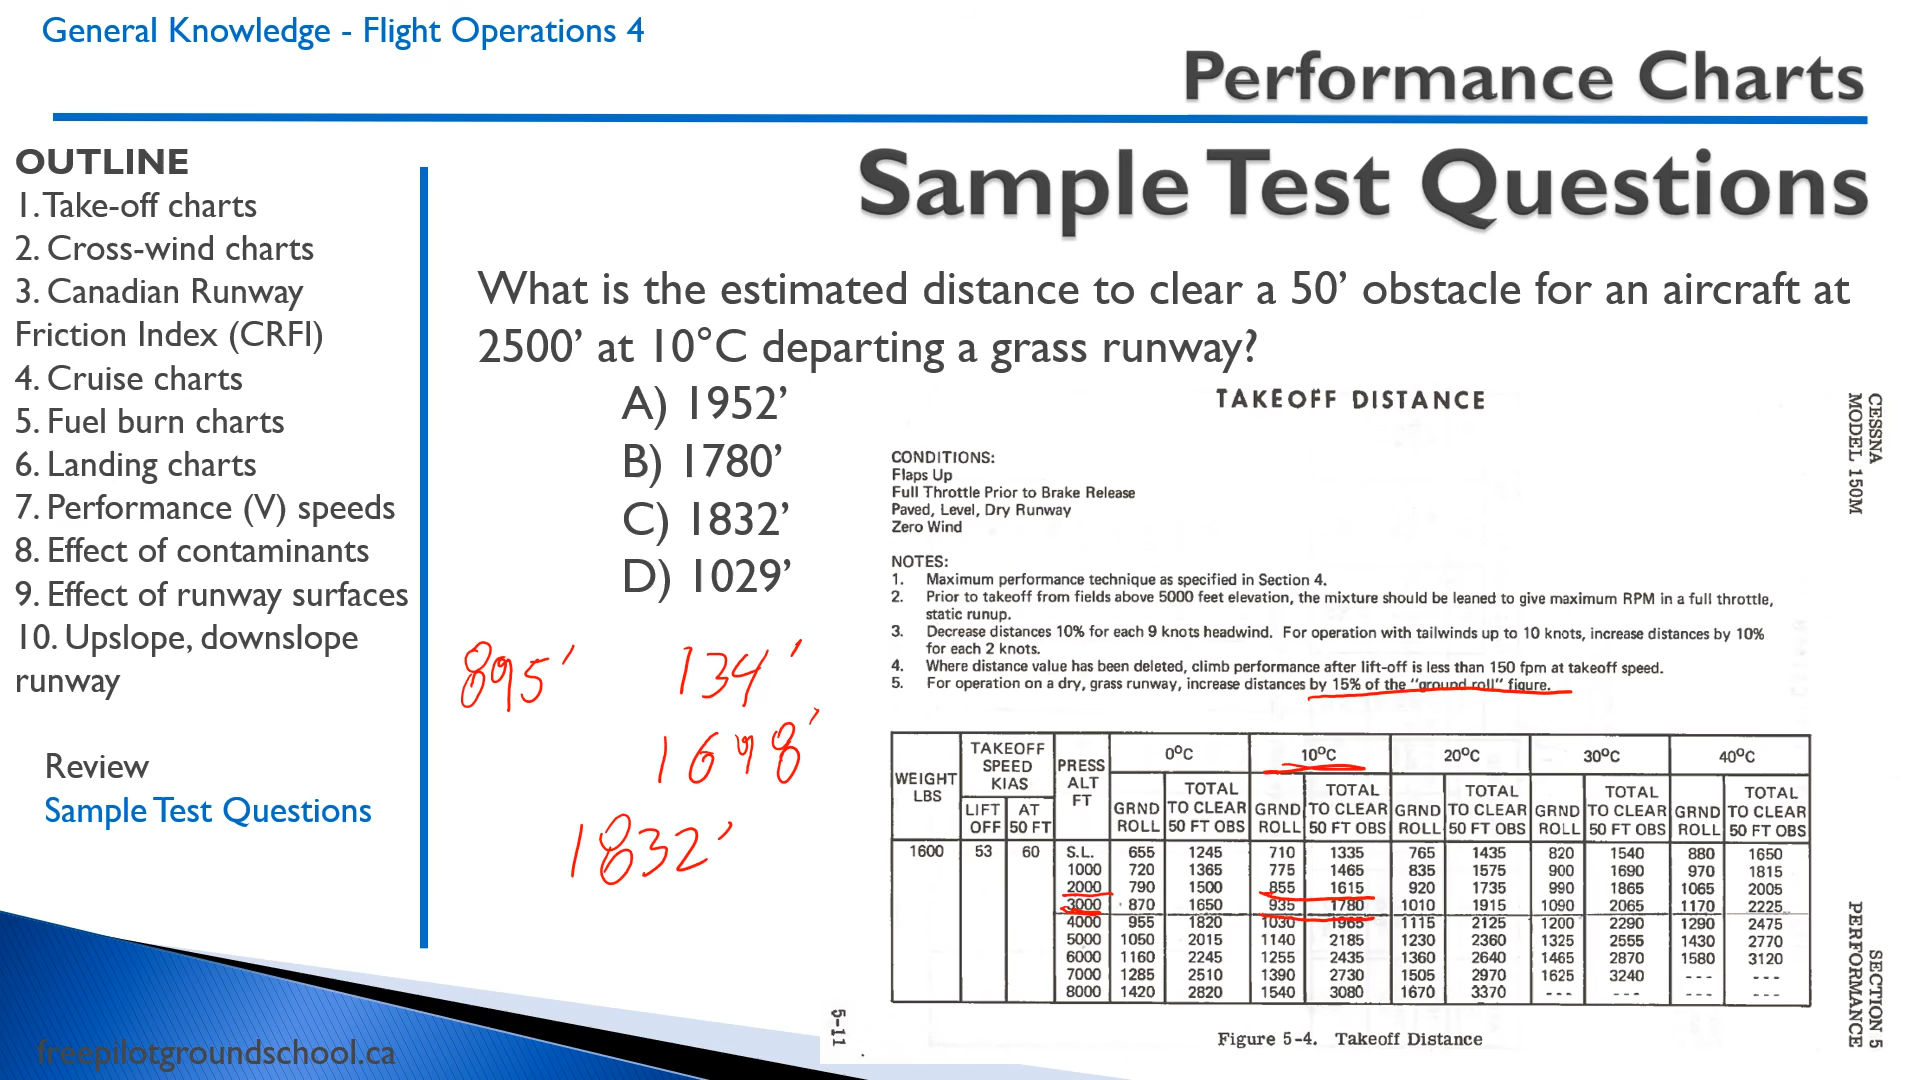 General Knowledge - Flight Operations 4
Performance Charts
OUTLINE
1. Take-off charts
2. Cross-wind charts
3. Canadian Runway
Friction Index (CRFI)
4. Cruise charts
5. Fuel burn charts
6. Landing charts
7. Performance (V) speeds
8. Effect of contaminants
9. Effect of runway surfaces
10. Upslope, downslope
runway
Review
Sample Test Questions
freepilotgroundschool.ca
Sample Test Questions
What is the estimated distance to clear a 50’ obstacle for an aircraft at
2500’ at 10°C departing a grass runway?
A) 1952’
B) 1780’
C) 1832’
D) 1029’
895' 134'
1698'
1832'
TAKEOFF DISTANCE
CESSNA
MODEL 150M
CONDITIONS:
Flaps Up
Full Throttle Prior to Brake Release
Paved, Level, Dry Runway
Zero Wind
NOTES:
1. Maximum performance technique as specified in Section 4.
2. Prior to takeoff from fields above 5000 feet elevation, the mixture should be leaned to give maximum RPM in a full throttle,
static runup.
3. Decrease distances 10% for each 9 knots headwind. For operation with tailwinds up to 10 knots, increase distances by 10%
for each 2 knots.
4. Where distance value has been deleted, climb performance after lift-off is less than 150 fpm at takeoff speed.
5. For operation on a dry, grass runway, increase distances by 15% of the "ground roll" figure.
WEIGHT LBS TAKEOFF SPEED KIAS PRESS ALT FT 0°C 10°C 20°C 30°C 40°C
LIFT OFF AT 50 FT GRND ROLL TOTAL TO CLEAR 50 FT OBS GRND ROLL TOTAL TO CLEAR 50 FT OBS GRND ROLL TOTAL TO CLEAR 50 FT OBS GRND ROLL TOTAL TO CLEAR 50 FT OBS GRND ROLL TOTAL TO CLEAR 50 FT OBS
1600 53 60 S.L. 655 1245 710 1335 765 1435 820 1540 880 1650
1000 720 1365 775 1465 835 1575 900 1690 970 1815
2000 790 1500 855 1615 920 1735 990 1865 1065 2005
3000 870 1650 935 1780 1010 1915 1090 2065 1170 2225
4000 955 1820 1030 1965 1115 2125 1200 2290 1290 2475
5000 1050 2015 1140 2185 1230 2360 1325 2555 1430 2770
6000 1160 2245 1255 2435 1360 2640 1465 2870 1580 3120
7000 1285 2510 1390 2730 1505 2970 1625 3240 --- ---
8000 1420 2820 1540 3080 1670 3370 --- --- --- ---
Figure 5-4. Takeoff Distance
5-11
SECTION 5
PERFORMANCE